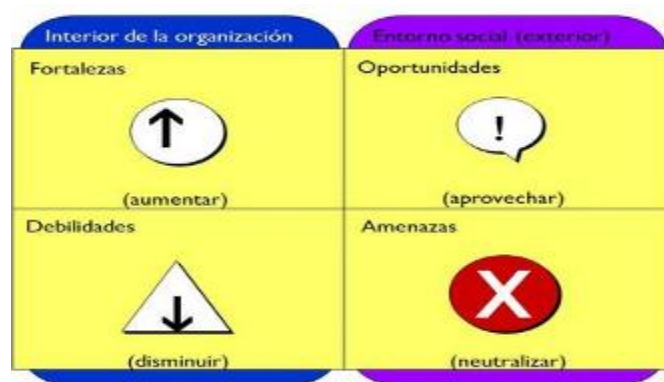 Interior de la organización
Entorno social (exterior)
Fortalezas
Oportunidades
!
(aumentar)
(aprovechar)
Debilidades
Amenazas
X
(disminuir)
(neutralizar)